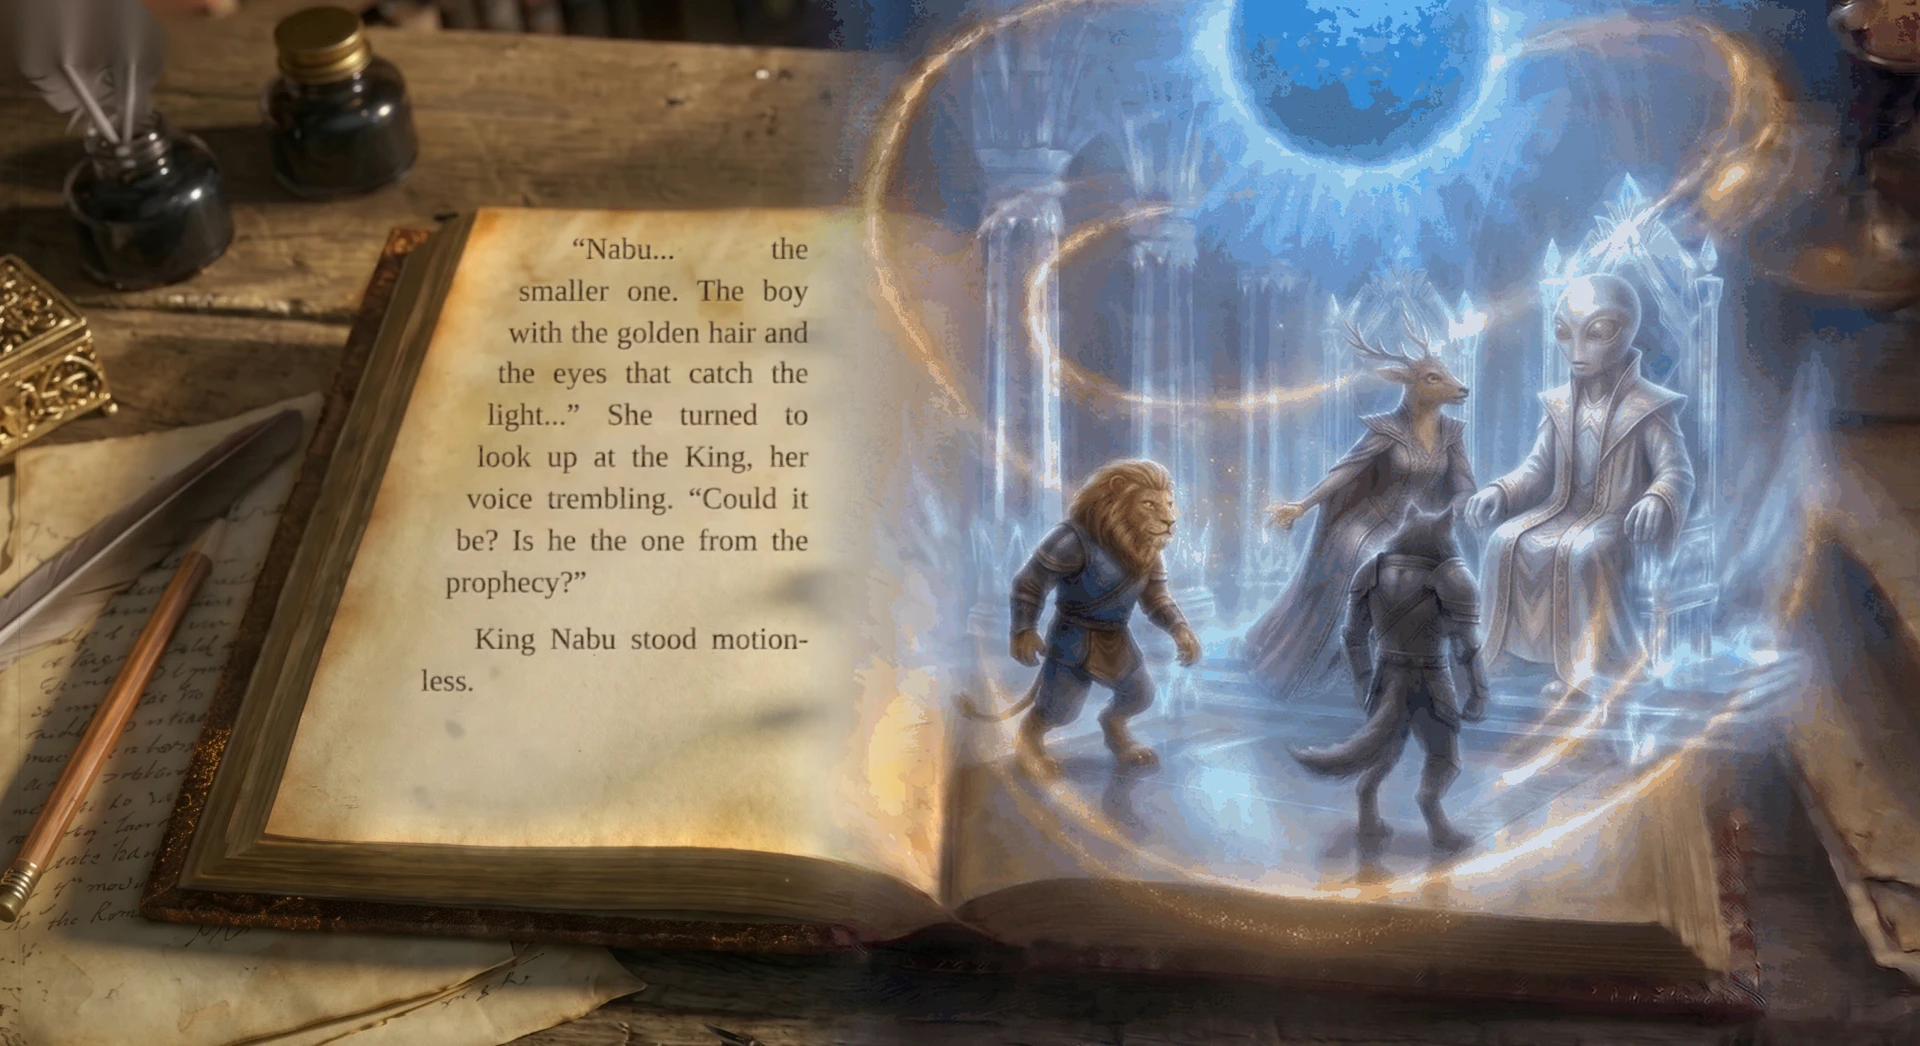 “Nabu... the
smaller one. The boy
with the golden hair and
the eyes that catch the
light...” She turned to
look up at the King, her
voice trembling. “Could it
be? Is he the one from the
prophecy?”
King Nabu stood motion-
less.